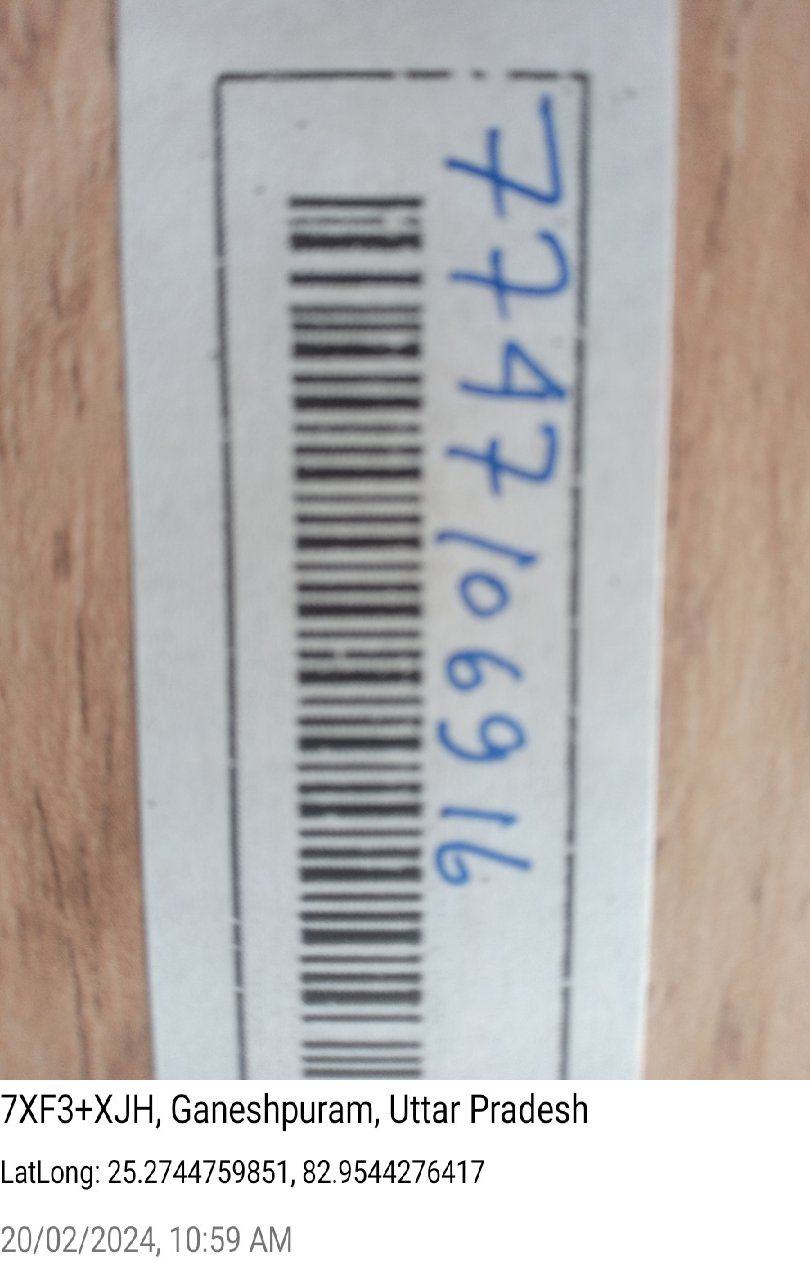 7747106916
7XF3+XJH, Ganeshpuram, Uttar Pradesh
LatLong: 25.2744759851, 82.9544276417
20/02/2024, 10:59 AM